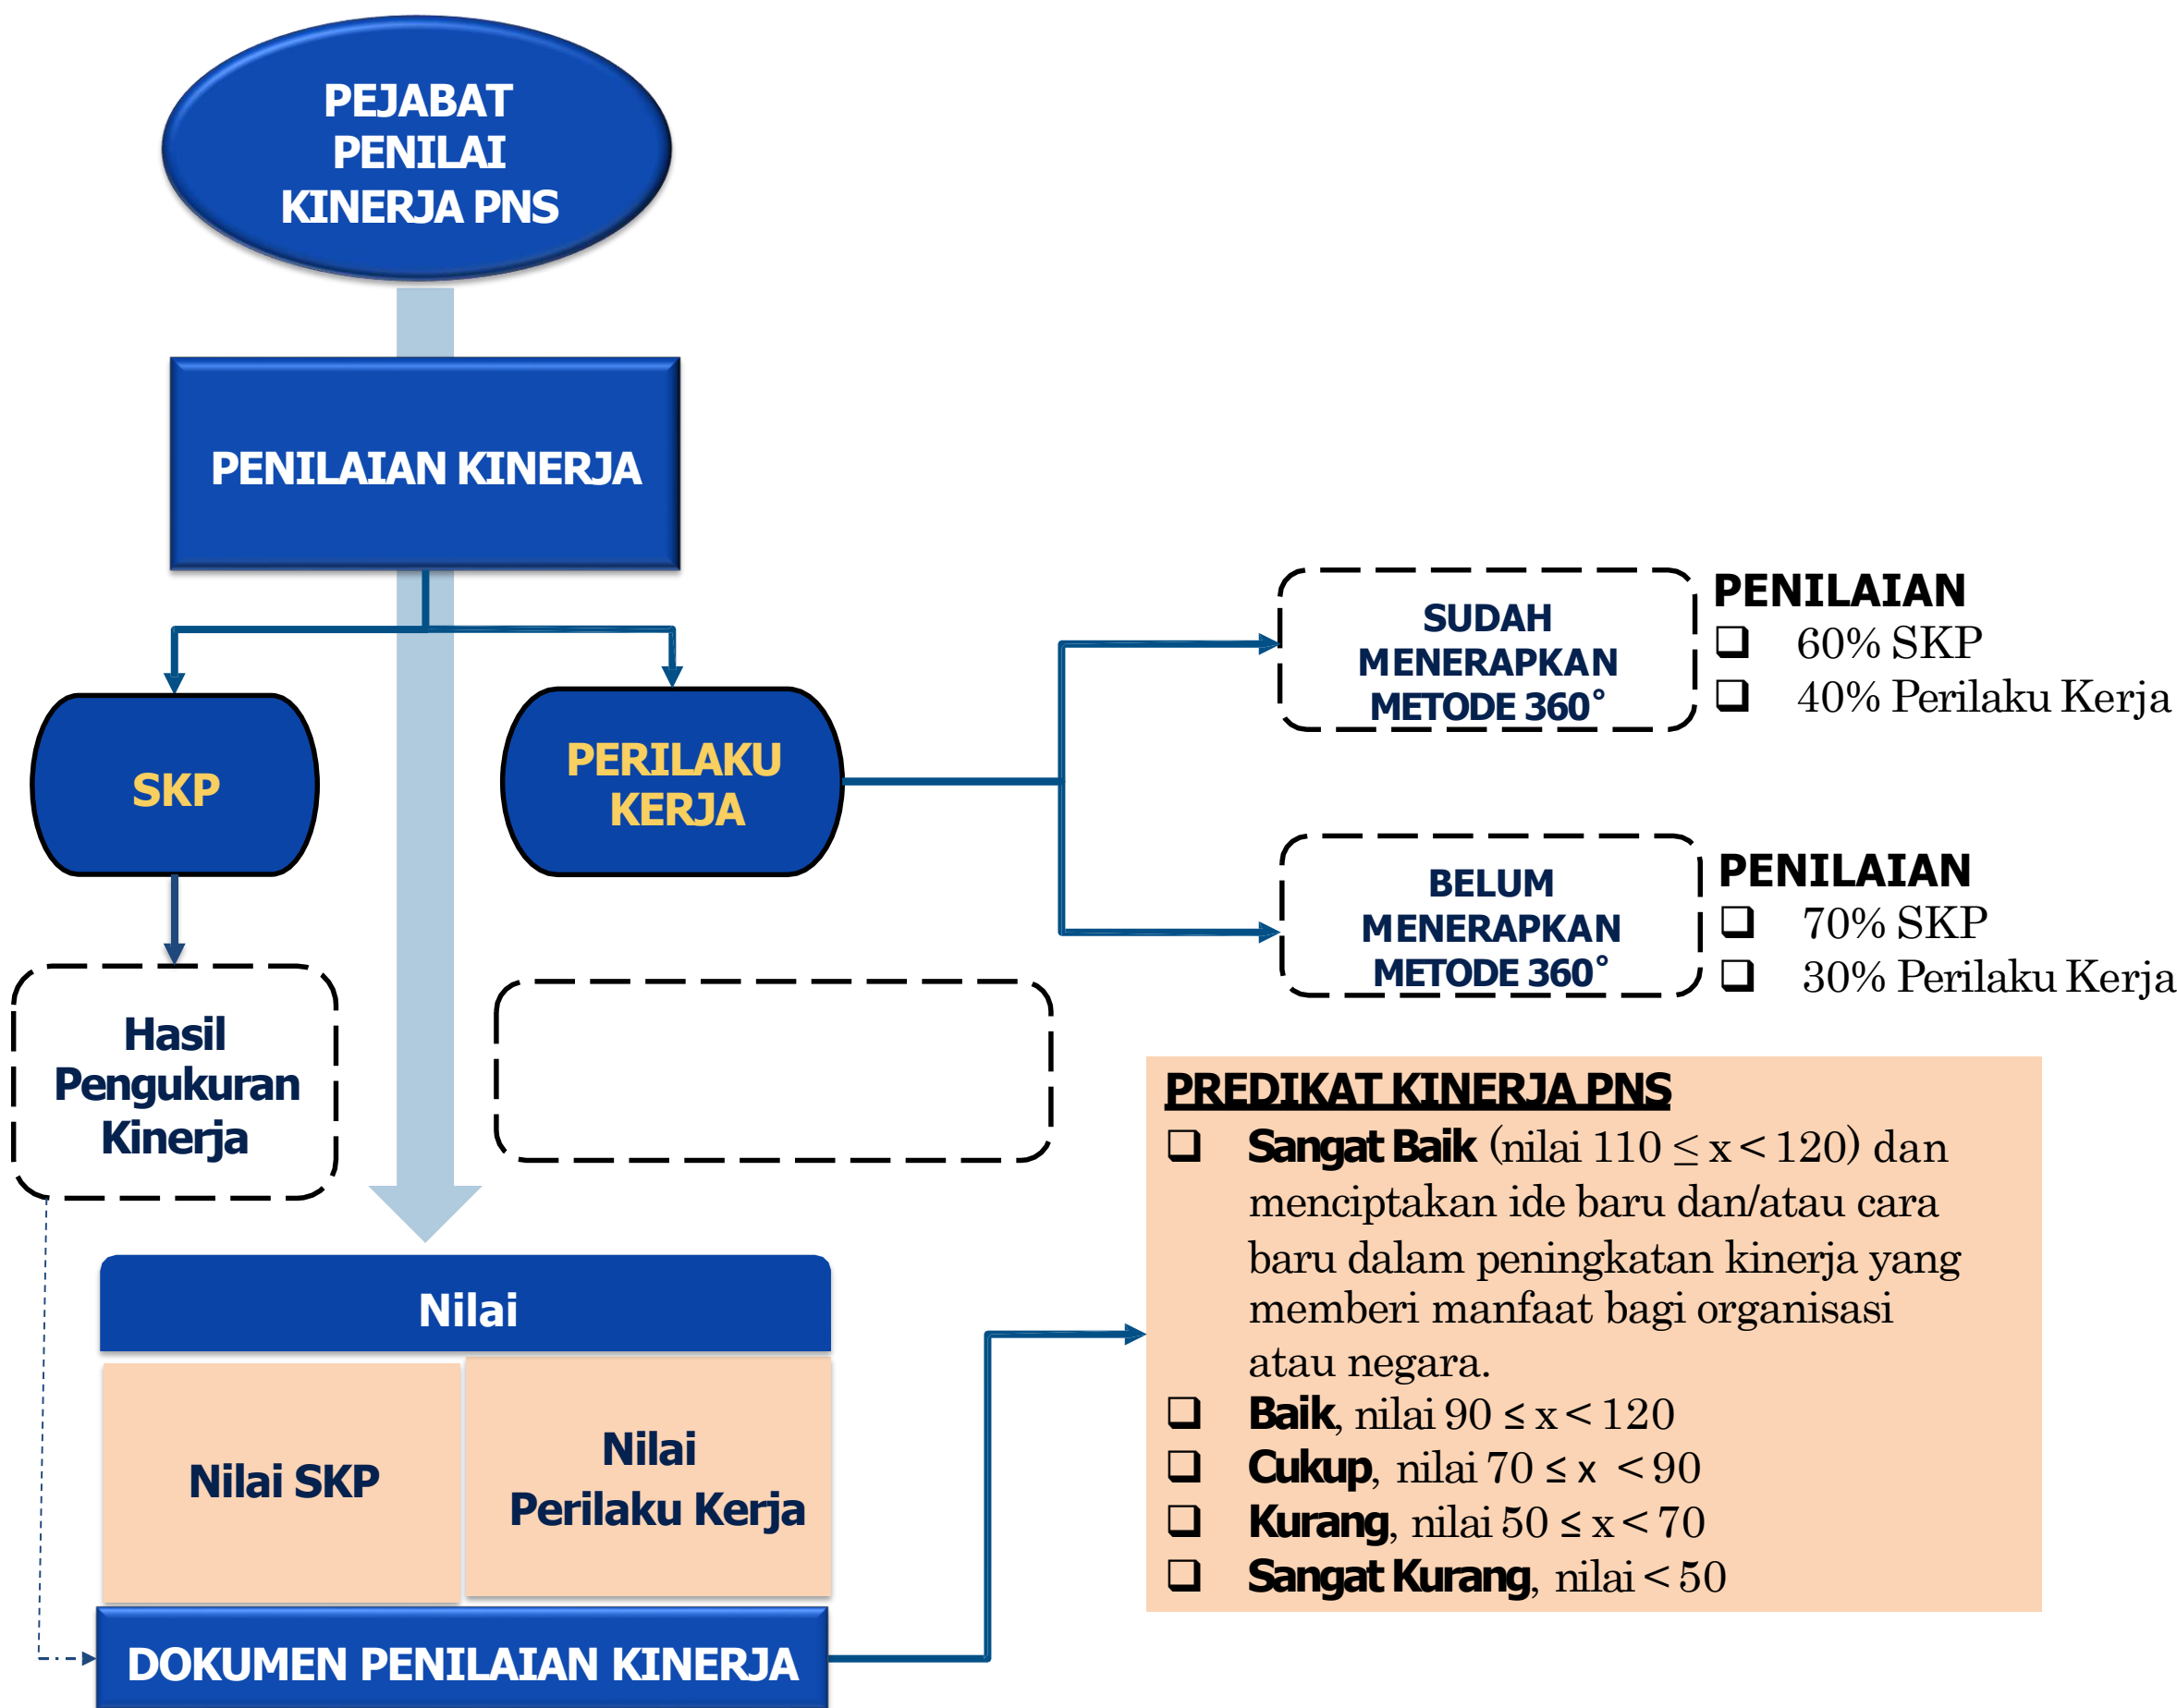 PEJABAT
PENILAI
KINERJA PNS
PENILAIAN KINERJA
SKP
PERILAKU
KERJA
SUDAH
MENERAPKAN
METODE 360°
PENILAIAN
❑ 60% SKP
❑ 40% Perilaku Kerja
BELUM
MENERAPKAN
METODE 360°
PENILAIAN
❑ 70% SKP
❑ 30% Perilaku Kerja
Hasil
Pengukuran
Kinerja
Nilai
Nilai SKP
Nilai
Perilaku Kerja
DOKUMEN PENILAIAN KINERJA
PREDIKAT KINERJA PNS
❑ Sangat Baik (nilai 110 ≤ x < 120) dan
menciptakan ide baru dan/atau cara
baru dalam peningkatan kinerja yang
memberi manfaat bagi organisasi
atau negara.
❑ Baik, nilai 90 ≤ x < 120
❑ Cukup, nilai 70 ≤ x < 90
❑ Kurang, nilai 50 ≤ x < 70
❑ Sangat Kurang, nilai < 50